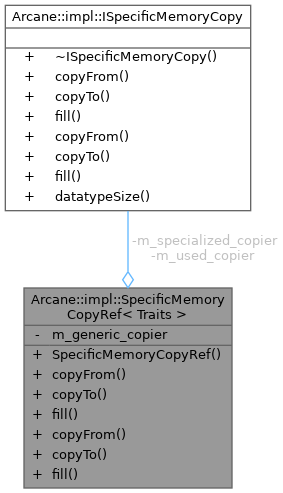 Arcane::impl::ISpecificMemoryCopy
+ ~ISpecificMemoryCopy()
+ copyFrom()
+ copyTo()
+ fill()
+ copyFrom()
+ copyTo()
+ fill()
+ datatypeSize()
-m_specialized_copier
-m_used_copier
Arcane::impl::SpecificMemory
CopyRef< Traits >
- m_generic_copier
+ SpecificMemoryCopyRef()
+ copyFrom()
+ copyTo()
+ fill()
+ copyFrom()
+ copyTo()
+ fill()